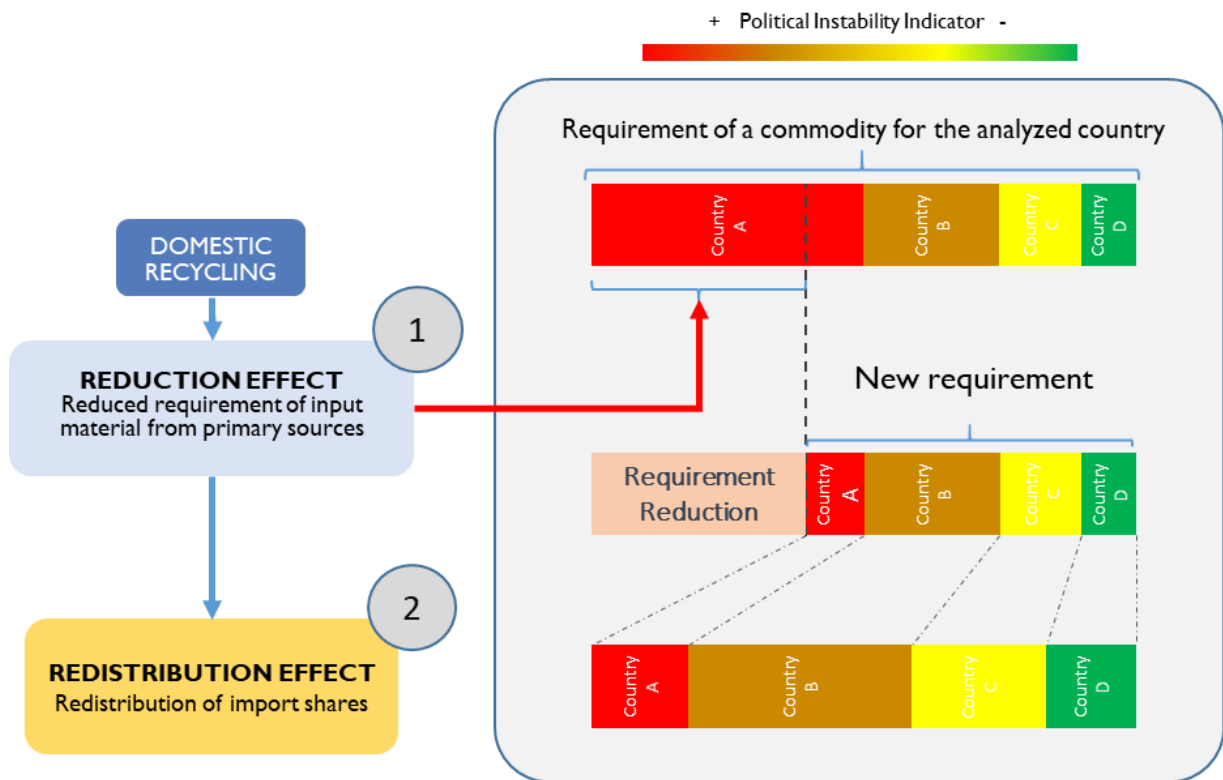 + Political Instability Indicator -
Requirement of a commodity for the analyzed country
Country
A
Country
B
Country
C
Country
D
DOMESTIC
RECYCLING
1
REDUCTION EFFECT
Reduced requirement of input
material from primary sources
New requirement
Requirement
Reduction
Country
A
Country
B
Country
C
Country
D
2
REDISTRIBUTION EFFECT
Redistribution of import shares
Country
A
Country
B
Country
C
Country
D